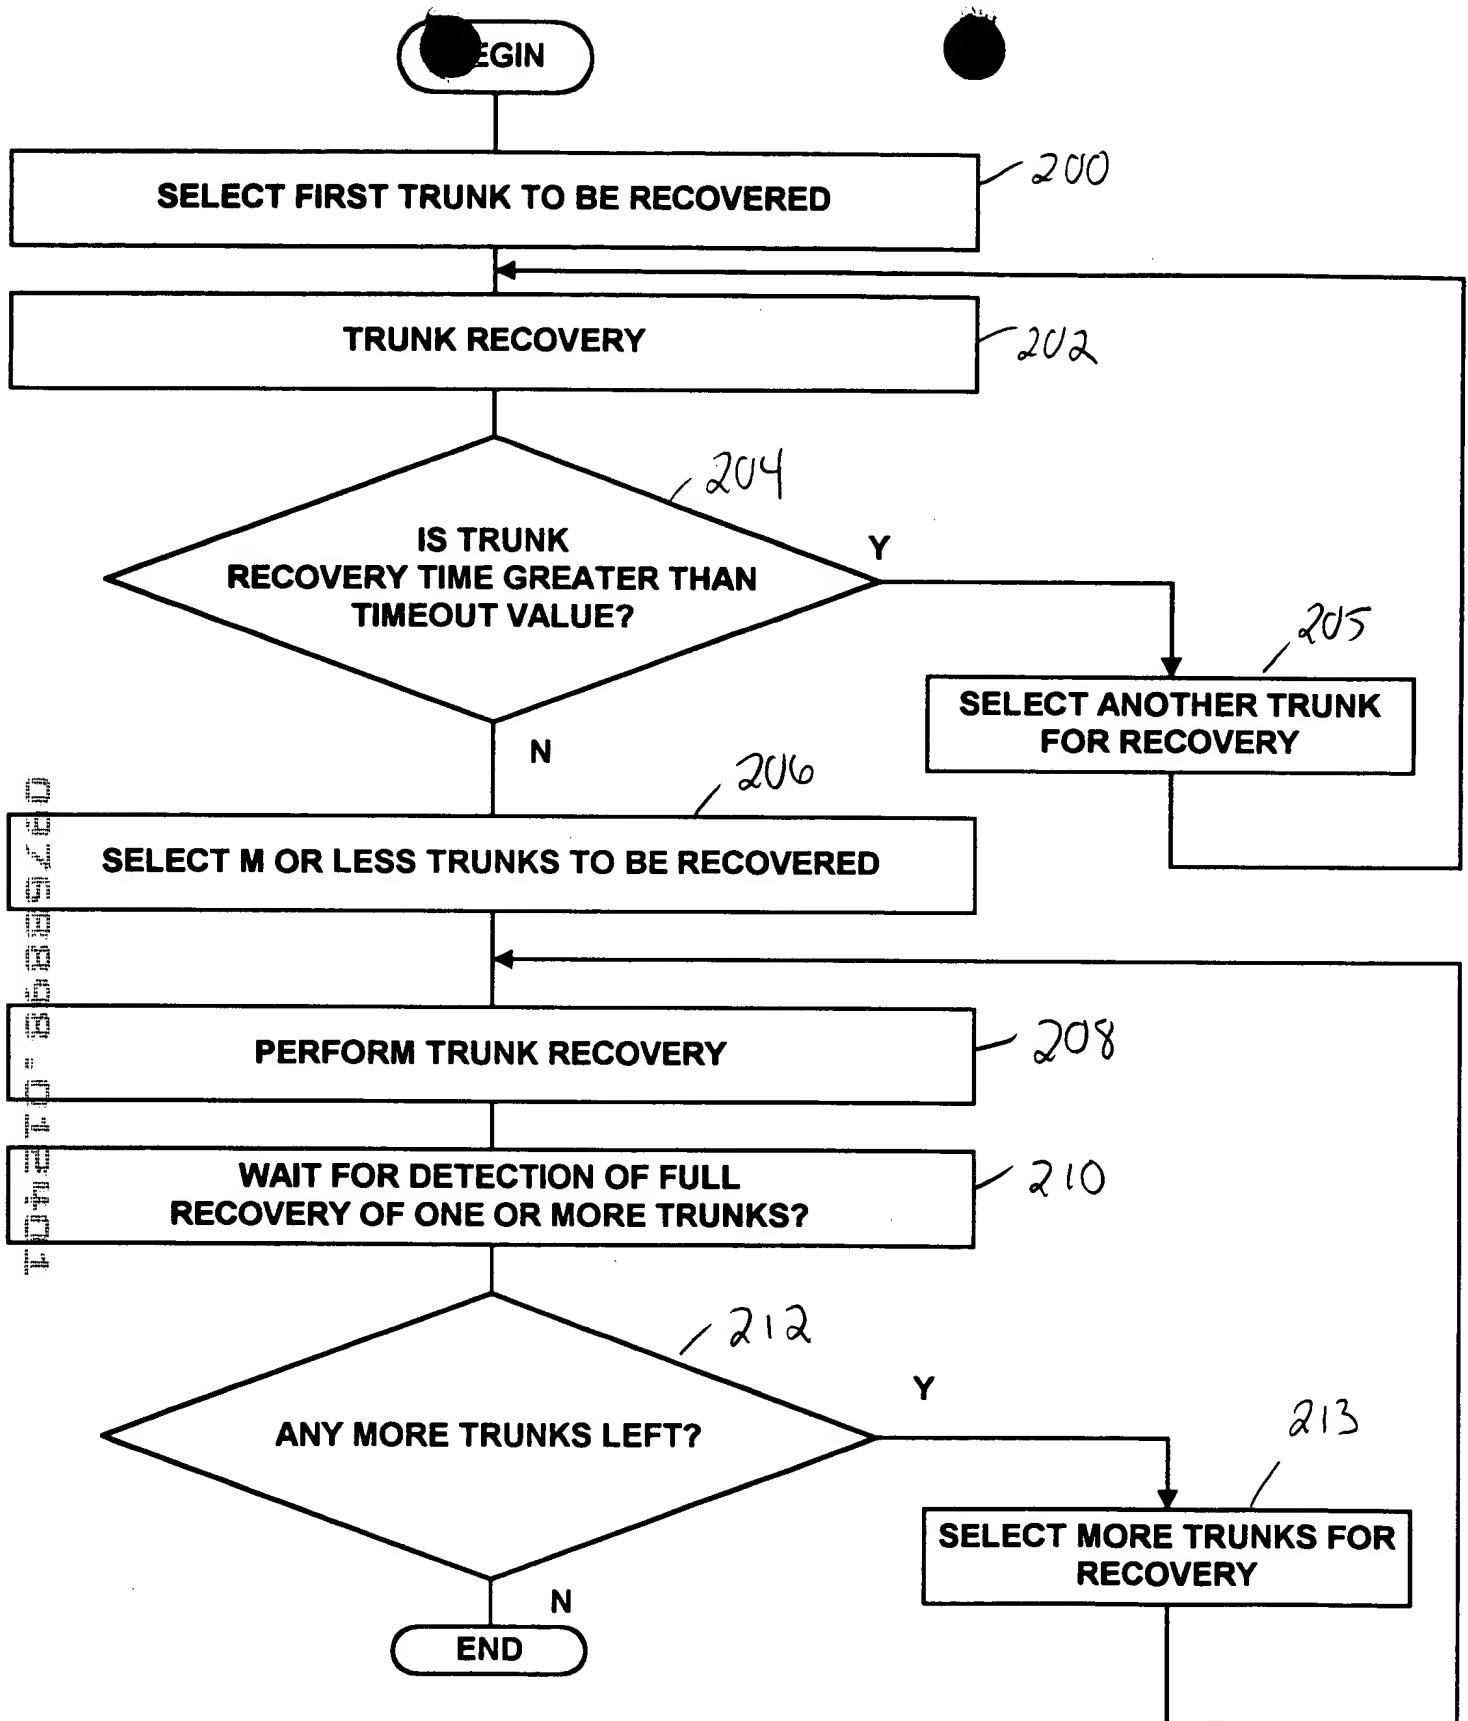 EGIN
SELECT FIRST TRUNK TO BE RECOVERED
200
TRUNK RECOVERY
202
204
IS TRUNK
RECOVERY TIME GREATER THAN
TIMEOUT VALUE?
Y
205
SELECT ANOTHER TRUNK
FOR RECOVERY
N
206
SELECT M OR LESS TRUNKS TO BE RECOVERED
PERFORM TRUNK RECOVERY
208
WAIT FOR DETECTION OF FULL
RECOVERY OF ONE OR MORE TRUNKS?
210
212
ANY MORE TRUNKS LEFT?
Y
213
SELECT MORE TRUNKS FOR
RECOVERY
N
END